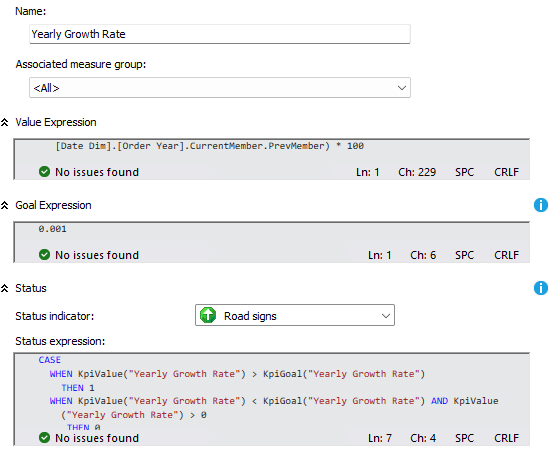 Name:
Yearly Growth Rate
Associated measure group:
<All>
Value Expression
[Date Dim].[Order Year].CurrentMember.PrevMember) * 100
No issues found Ln: 1 Ch: 229 SPC CRLF
Goal Expression
0.001
No issues found Ln: 1 Ch: 6 SPC CRLF
Status
Status indicator: Road signs
Status expression:
CASE
WHEN KpiValue("Yearly Growth Rate") > KpiGoal("Yearly Growth Rate")
THEN 1
WHEN KpiValue("Yearly Growth Rate") < KpiGoal("Yearly Growth Rate") AND KpiValue
("Yearly Growth Rate") > 0
THEN 0
No issues found Ln: 7 Ch: 4 SPC CRLF